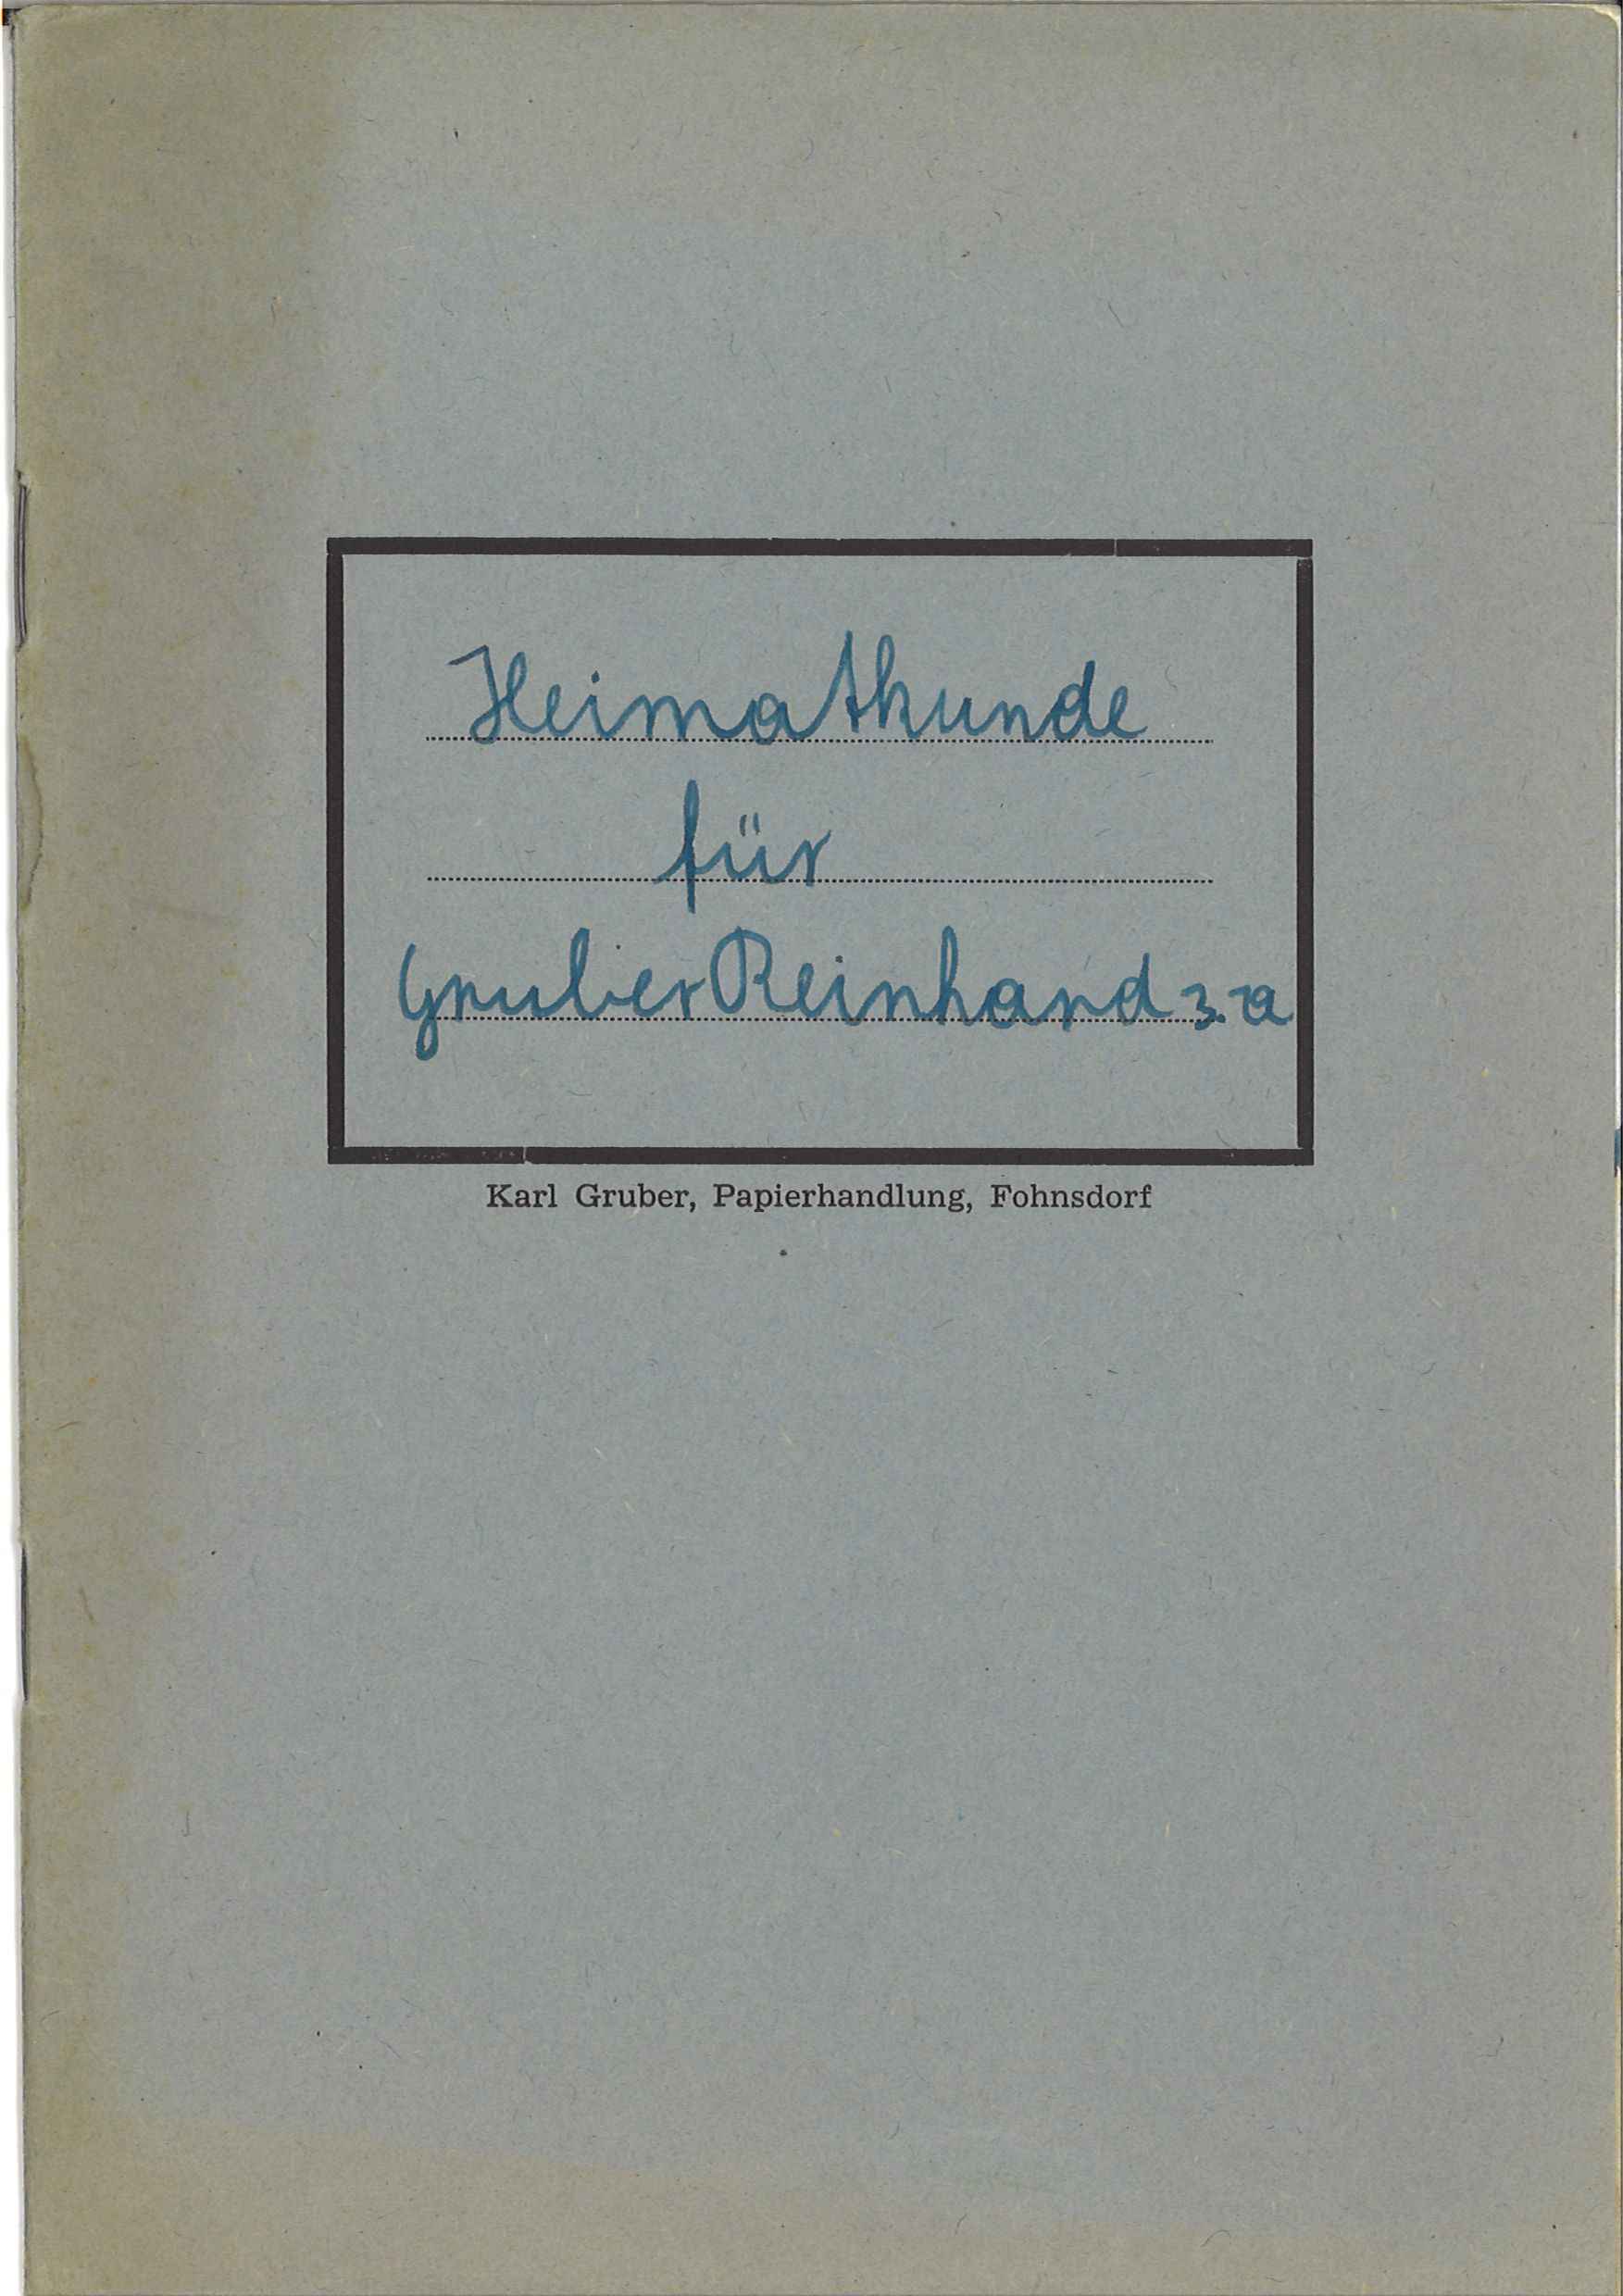 Heimatkunde
für
Gruber Reinhard 3.a
Karl Gruber, Papierhandlung, Fohnsdorf